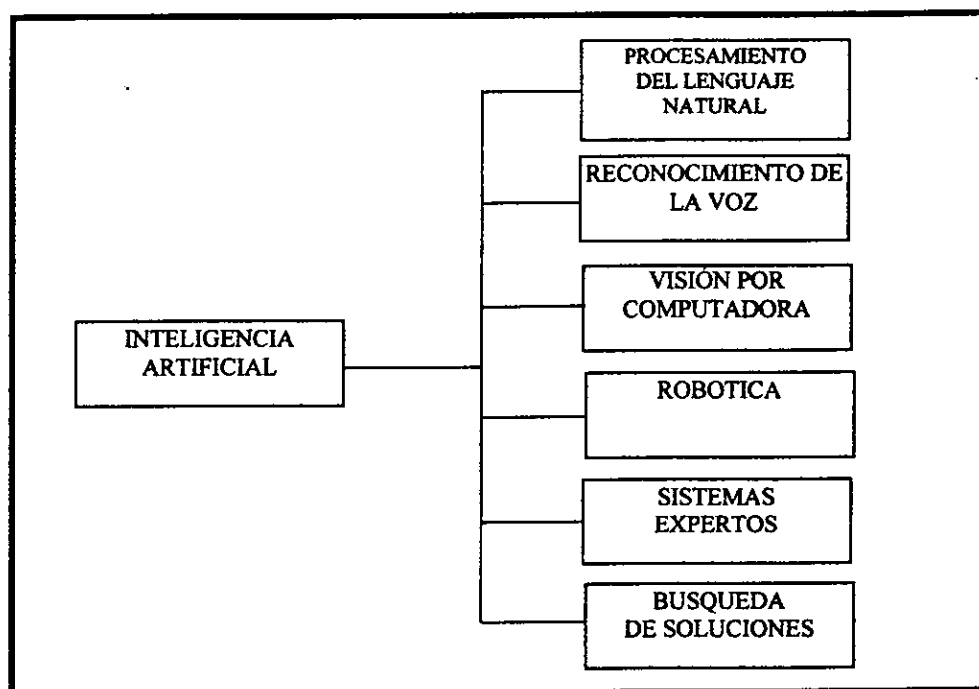 PROCESAMIENTO
DEL LENGUAJE
NATURAL
RECONOCIMIENTO DE
LA VOZ
VISIÓN POR
COMPUTADORA
INTELIGENCIA
ARTIFICIAL
ROBOTICA
SISTEMAS
EXPERTOS
BUSQUEDA
DE SOLUCIONES